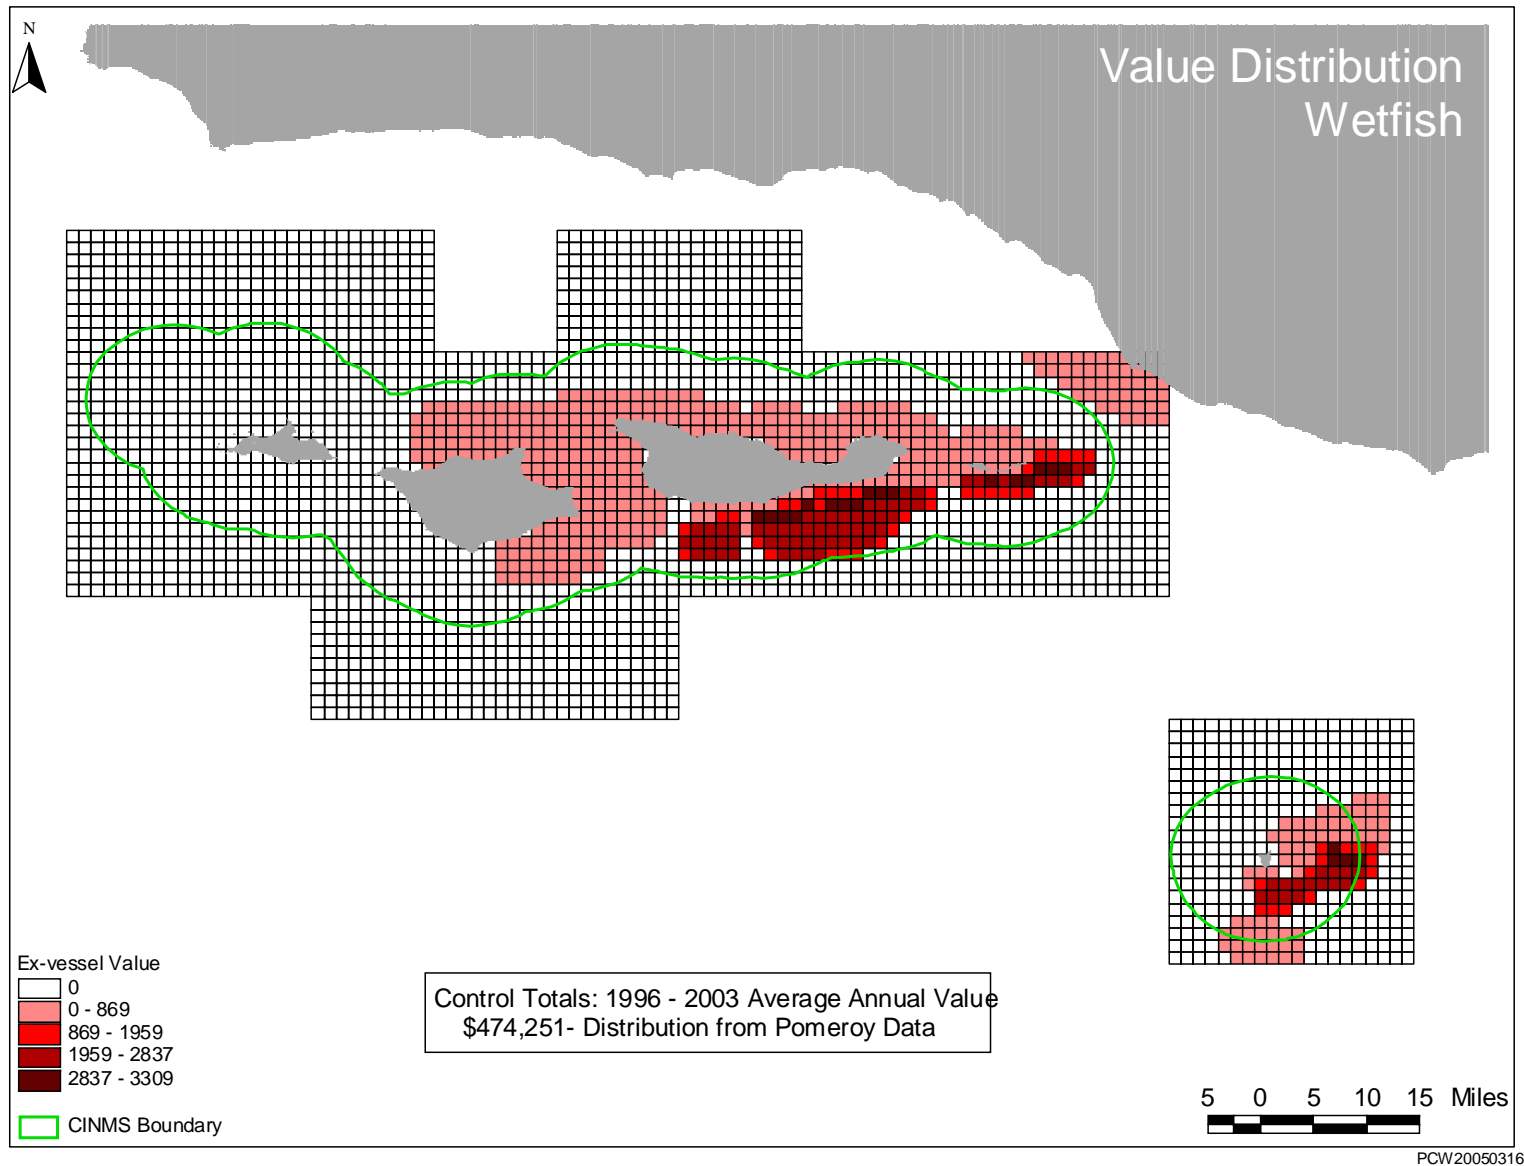 N
Value Distribution
Wetfish
Ex-vessel Value
0
0 - 869
869 - 1959
1959 - 2837
2837 - 3309
CINMS Boundary
Control Totals: 1996 - 2003 Average Annual Value
$474,251- Distribution from Pomeroy Data
5 0 5 10 15 Miles
PCW20050316